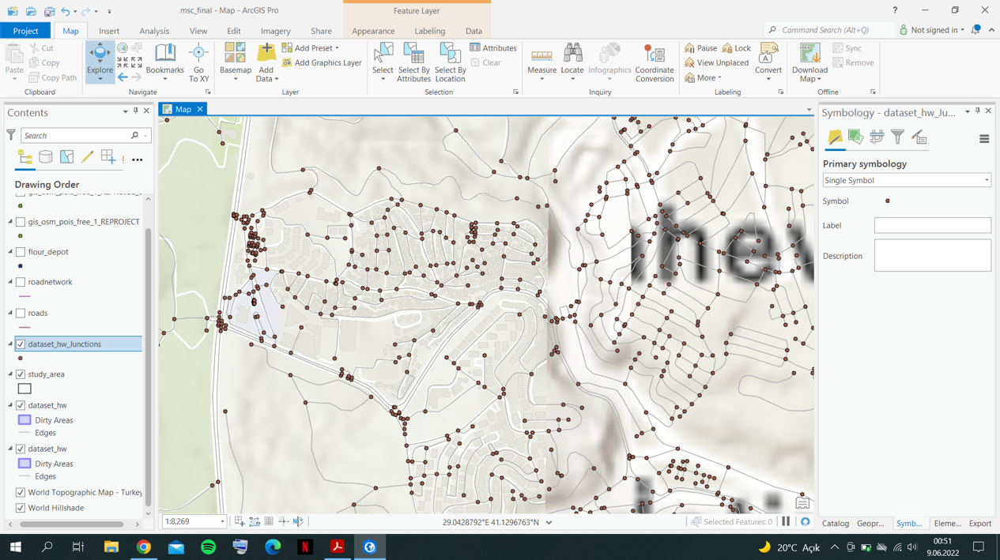 msc_final - Map - ArcGIS Pro
Feature Layer
?
Project
Map
Insert
Analysis
View
Edit
Imagery
Share
Appearance
Labeling
Data
Command Search (Alt+Q)
Not signed in
Paste
Cut
Copy
Copy Path
Clipboard
Explore
Bookmarks
Go
To XY
Navigate
Basemap
Add
Data
Add Preset
Add Graphics Layer
Layer
Select
Select By
Attributes
Select By
Location
Attributes
Clear
Selection
Measure
Locate
Infographics
Coordinate
Conversion
Inquiry
Pause
Lock
View Unplaced
More
Convert
Labeling
Download
Map
Sync
Remove
Offline
Contents
Search
Drawing Order
gis_osm_pois_free_1_REPROJECT
flour_depot
roadnetwork
roads
dataset_hw_Junctions
study_area
dataset_hw
Dirty Areas
Edges
dataset_hw
Dirty Areas
Edges
World Topographic Map - Turkey
World Hillshade
Map
1:8,269
29.0428792°E 41.1296763°N
Selected Features: 0
Symbology - dataset_hw_Ju...
Primary symbology
Single Symbol
Symbol
Label
Description
Catalog
Geopr...
Symb...
Eleme...
Export
20°C Açık
00:51
9.06.2022